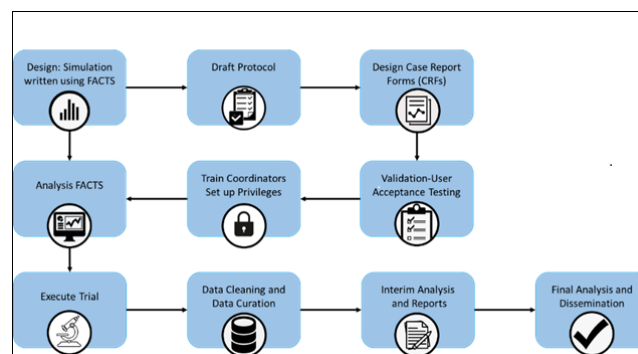 Design: Simulation
written using FACTS
Draft Protocol
Design Case Report
Forms (CRFs)
Analysis FACTS
Train Coordinators
Set up Privileges
Validation-User
Acceptance Testing
Execute Trial
Data Cleaning and
Data Curation
Interim Analysis
and Reports
Final Analysis and
Dissemination